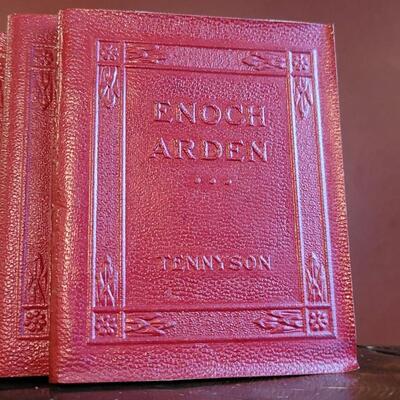 ENOCH
ARDEN
...
TENNYSON